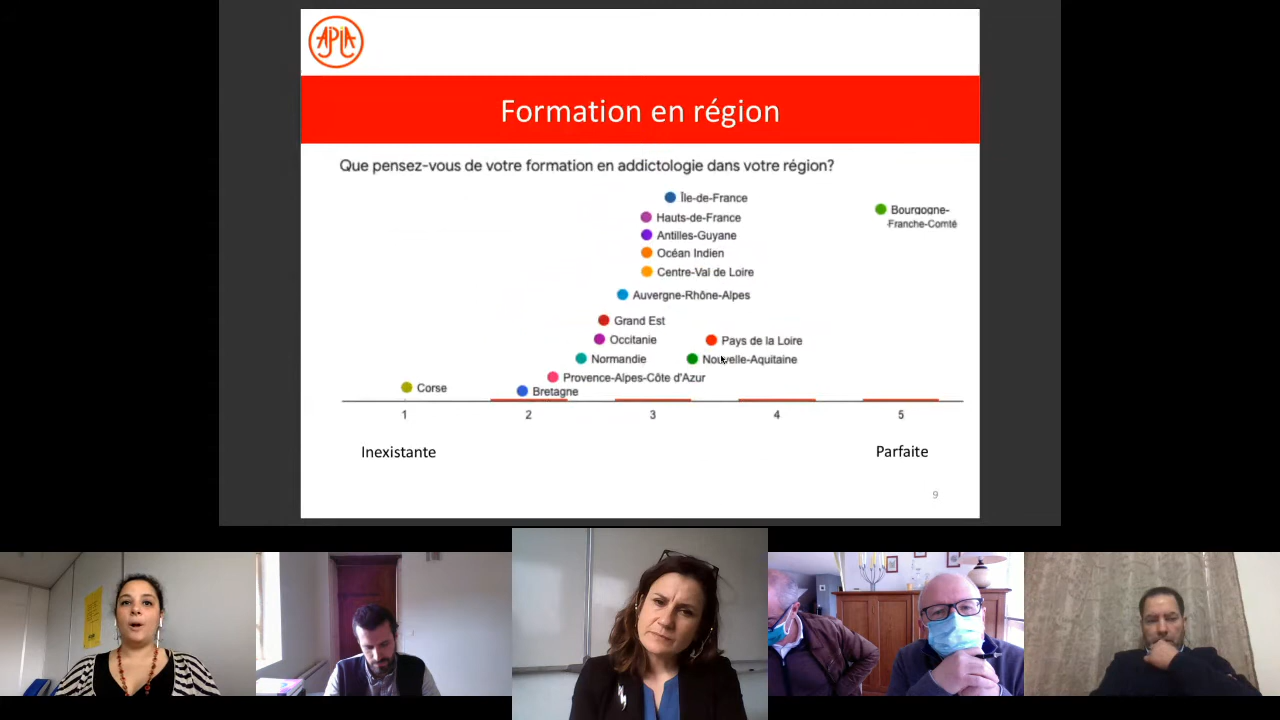 AJPJA
Formation en région
Que pensez-vous de votre formation en addictologie dans votre région?
Île-de-France
Bourgogne-
Franche-Comté
Hauts-de-France
Antilles-Guyane
Océan Indien
Centre-Val de Loire
Auvergne-Rhône-Alpes
Grand Est
Occitanie
Pays de la Loire
Normandie
Nouvelle-Aquitaine
Provence-Alpes-Côte d'Azur
Corse
Bretagne
1 2 3 4 5
Inexistante
Parfaite
9